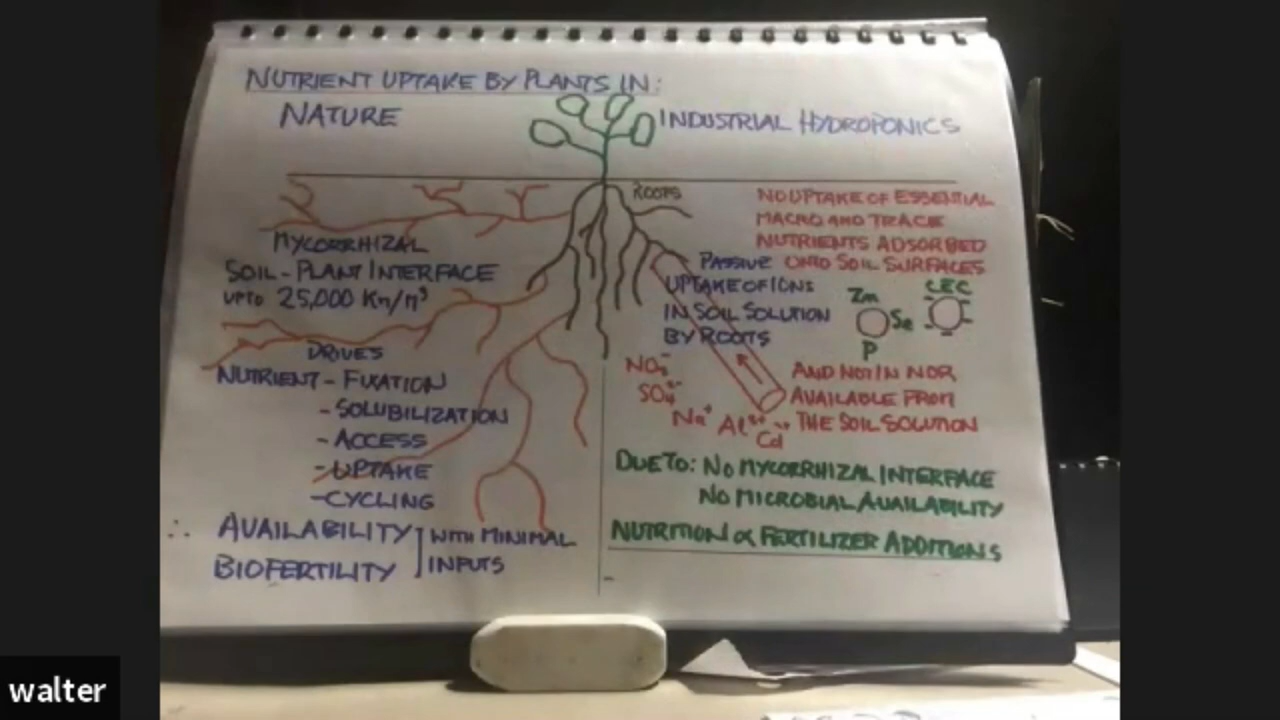 NUTRIENT UPTAKE BY PLANTS IN:
NATURE
INDUSTRIAL HYDROPONICS
ROOTS
MYCORRHIZAL
SOIL-PLANT INTERFACE
upto 25,000 Km/m³
DRIVES
NUTRIENT - FIXATION
- SOLUBILIZATION
- ACCESS
- UPTAKE
- CYCLING
∴ AVAILABILITY
BIOFERTILITY
WITH MINIMAL
INPUTS
NO UPTAKE OF ESSENTIAL
MACRO AND TRACE
NUTRIENTS ADSORBED
ONTO SOIL SURFACES
PASSIVE
UPTAKE OF IONS
IN SOIL SOLUTION
BY ROOTS
Zn
Se
P
CEC
NO₃⁻
SO₄
Na⁺
Al³⁺
Cd
AND NOT IN NOR
AVAILABLE FROM
THE SOIL SOLUTION
DUE TO: NO MYCORRHIZAL INTERFACE
NO MICROBIAL AVAILABILITY
NUTRITION ∝ FERTILIZER ADDITIONS
walter